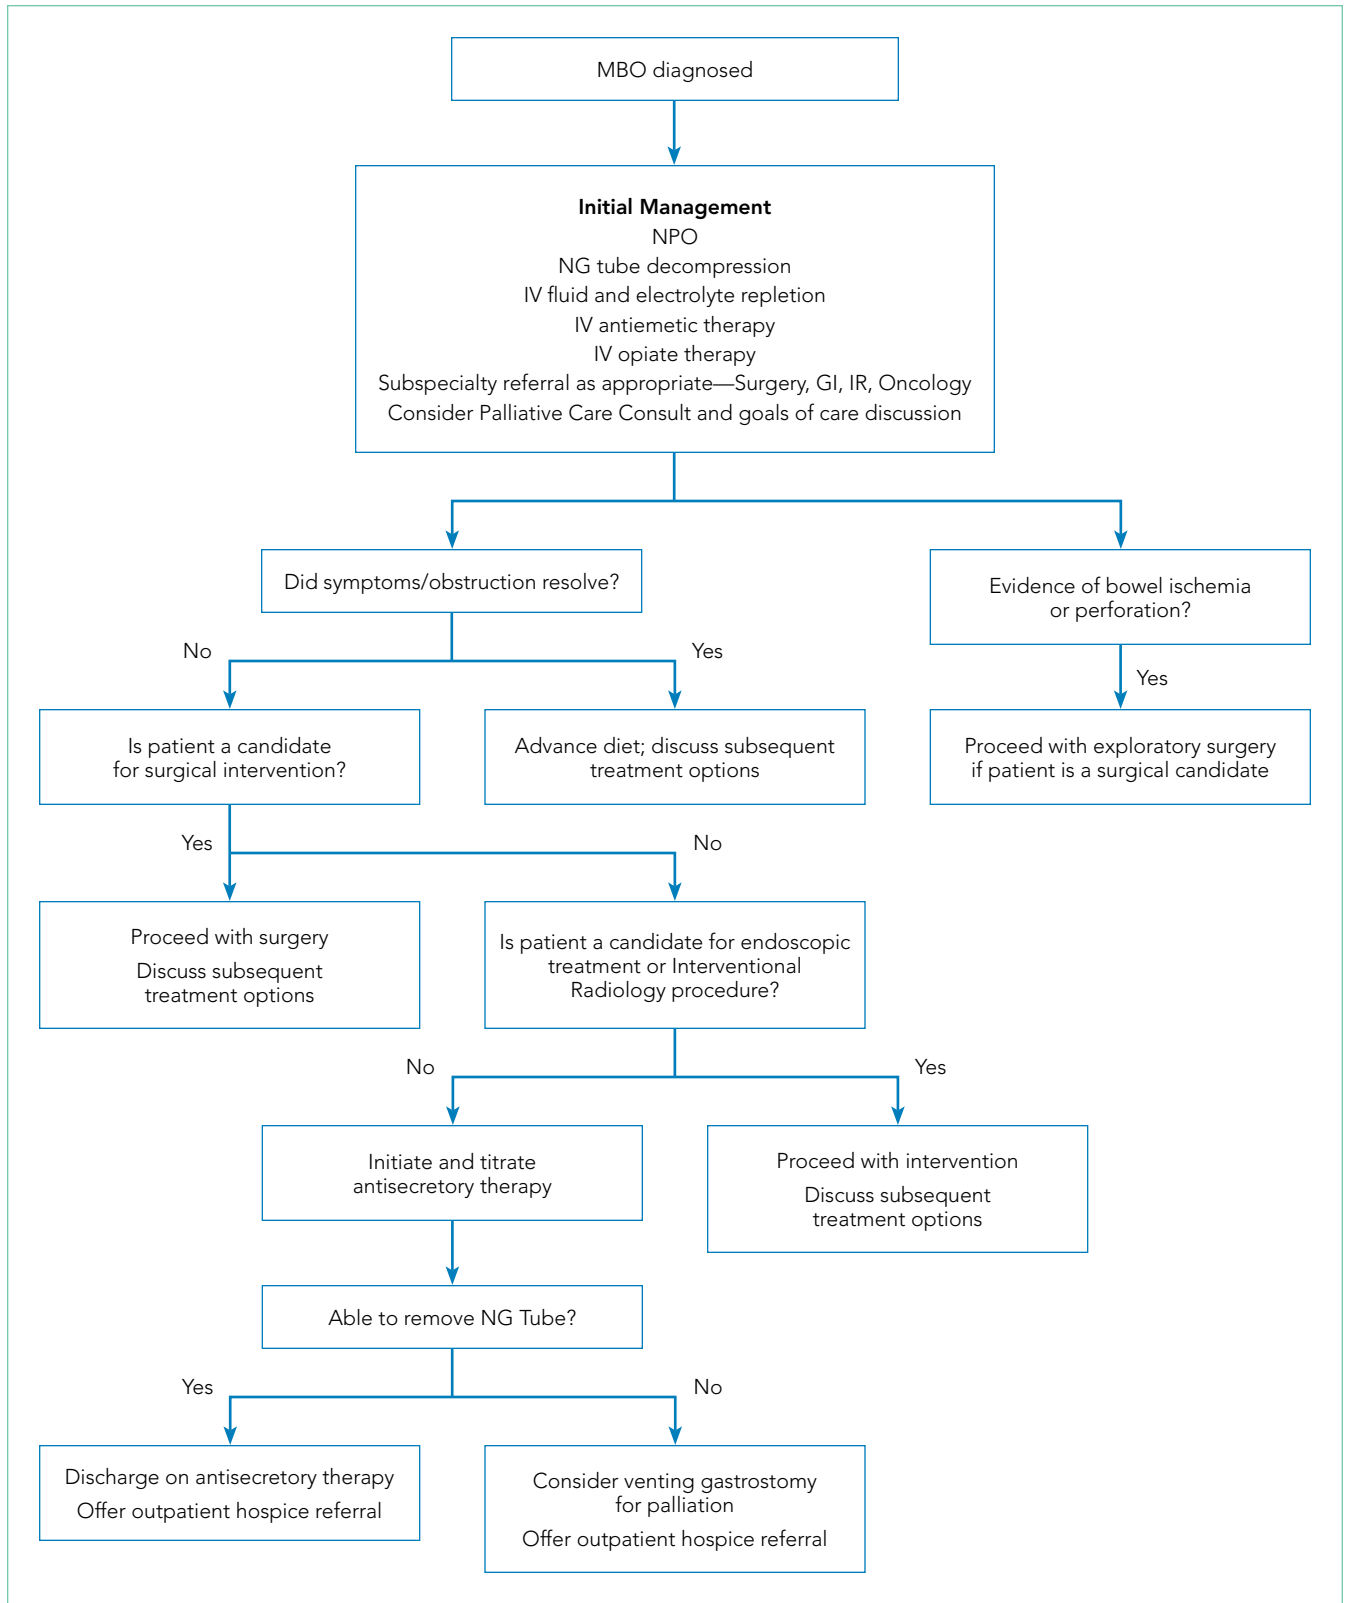 MBO diagnosed
Initial Management
NPO
NG tube decompression
IV fluid and electrolyte repletion
IV antiemetic therapy
IV opiate therapy
Subspecialty referral as appropriate—Surgery, GI, IR, Oncology
Consider Palliative Care Consult and goals of care discussion
Did symptoms/obstruction resolve?
Evidence of bowel ischemia
or perforation?
No
Yes
Yes
Is patient a candidate
for surgical intervention?
Advance diet; discuss subsequent
treatment options
Proceed with exploratory surgery
if patient is a surgical candidate
Yes
No
Proceed with surgery
Discuss subsequent
treatment options
Is patient a candidate for endoscopic
treatment or Interventional
Radiology procedure?
No
Yes
Initiate and titrate
antisecretory therapy
Proceed with intervention
Discuss subsequent
treatment options
Able to remove NG Tube?
Yes
No
Discharge on antisecretory therapy
Offer outpatient hospice referral
Consider venting gastrostomy
for palliation
Offer outpatient hospice referral